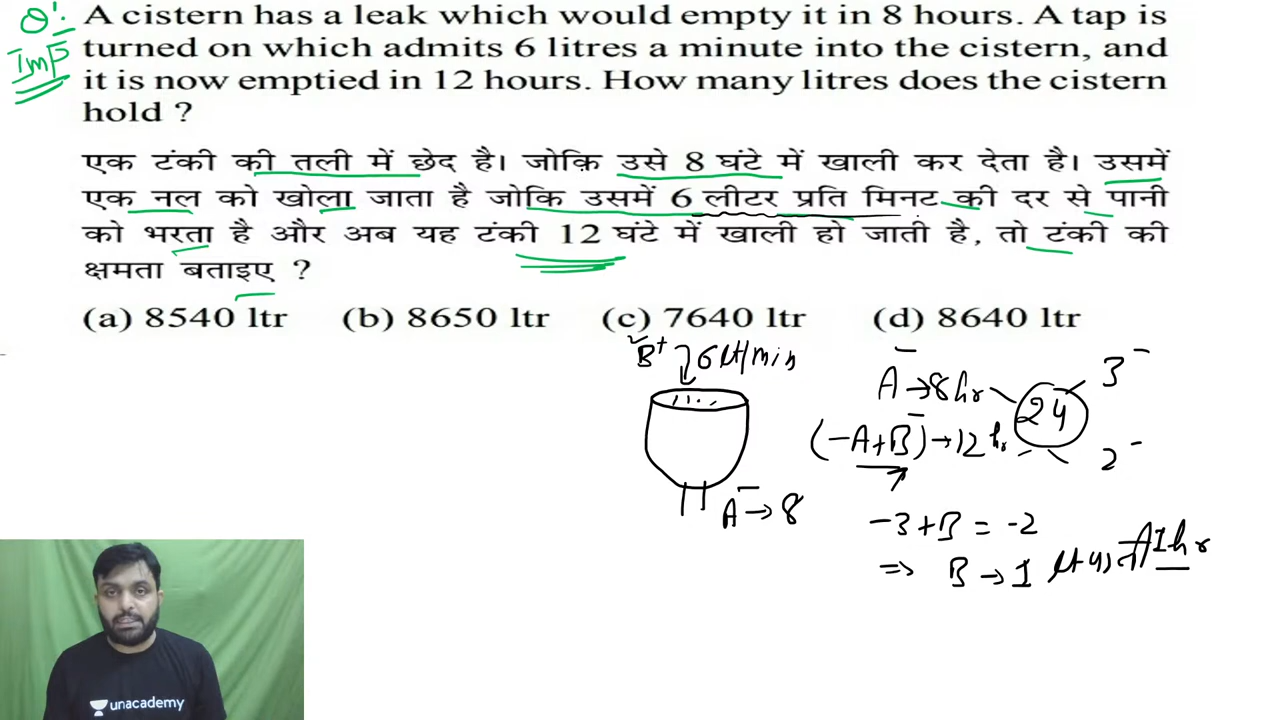 Q'.
Imp
A cistern has a leak which would empty it in 8 hours. A tap is
turned on which admits 6 litres a minute into the cistern, and
it is now emptied in 12 hours. How many litres does the cistern
hold ?
एक टंकी की तली में छेद है। जोकि उसे 8 घंटे में खाली कर देता है। उसमें
एक नल को खोला जाता है जोकि उसमें 6 लीटर प्रति मिनट की दर से पानी
को भरता है और अब यह टंकी 12 घंटे में खाली हो जाती है, तो टंकी की
क्षमता बताइए ?
(a) 8540 ltr (b) 8650 ltr (c) 7640 ltr (d) 8640 ltr
B⁺ 6 lt/min
A⁻ → 8
A⁻ → 8 hr 24 3⁻
(-A+B)⁻ → 12 hr 2⁻
-3 + B = -2
⇒ B → 1 1 hr
unacademy